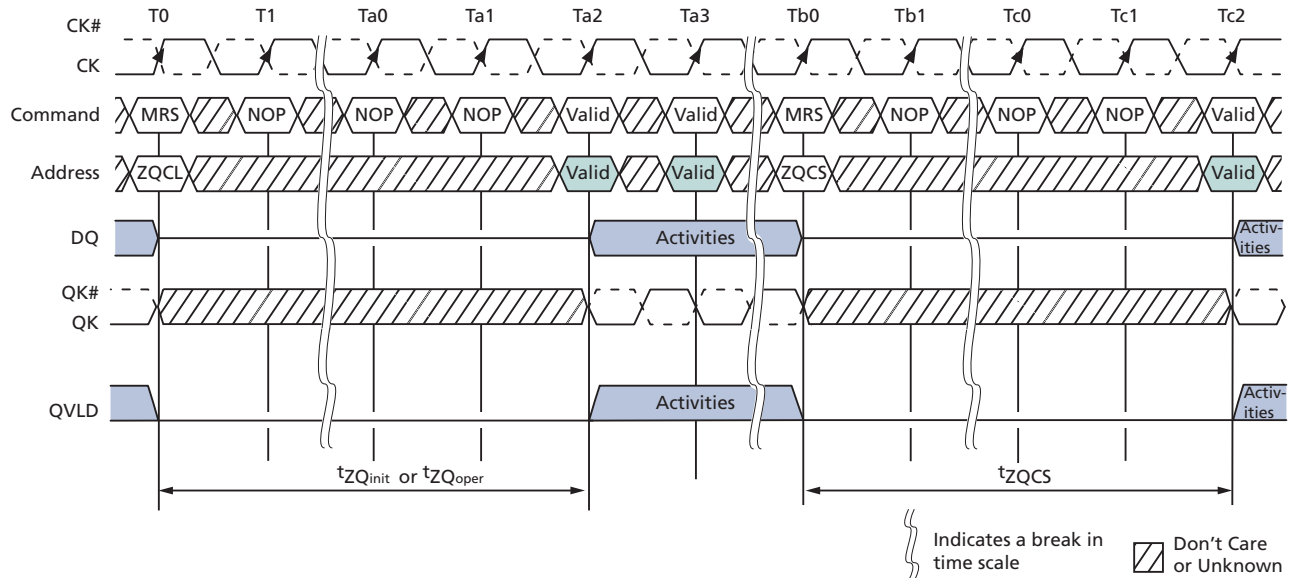 T0 T1 Ta0 Ta1 Ta2 Ta3 Tb0 Tb1 Tc0 Tc1 Tc2
CK#
CK
Command MRS NOP NOP NOP Valid Valid MRS NOP NOP NOP Valid
Address ZQCL Valid Valid ZQCS Valid
DQ Activities Activ-
ities
QK#
QK
QVLD Activities Activ-
ities
tZQinit or tZQoper tZQCS
Indicates a break in
time scale
Don't Care
or Unknown